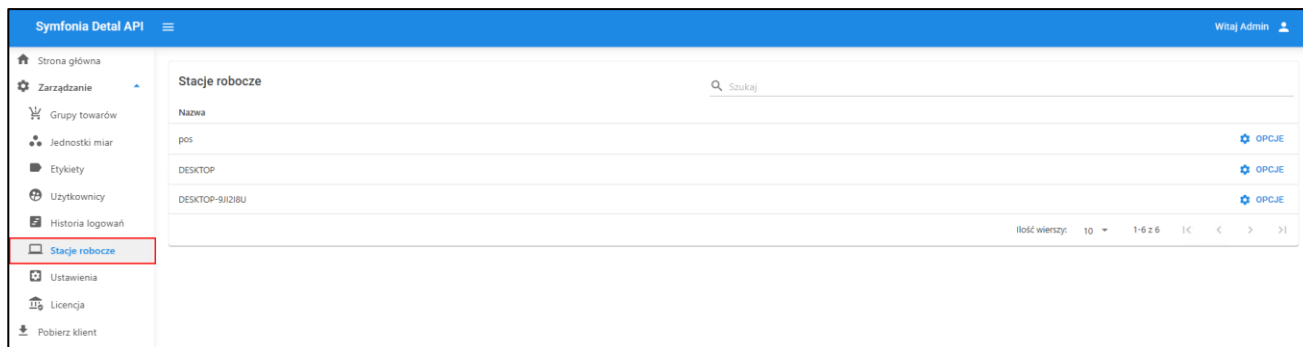 Symfonia Detal API
Witaj Admin
Strona główna
Zarządzanie
Grupy towarów
Jednostki miar
Etykiety
Użytkownicy
Historia logowań
Stacje robocze
Ustawienia
Licencja
Pobierz klient
Stacje robocze
Szukaj
Nazwa
pos OPCJE
DESKTOP OPCJE
DESKTOP-9JI2I8U OPCJE
Ilość wierszy: 10 1-6 z 6